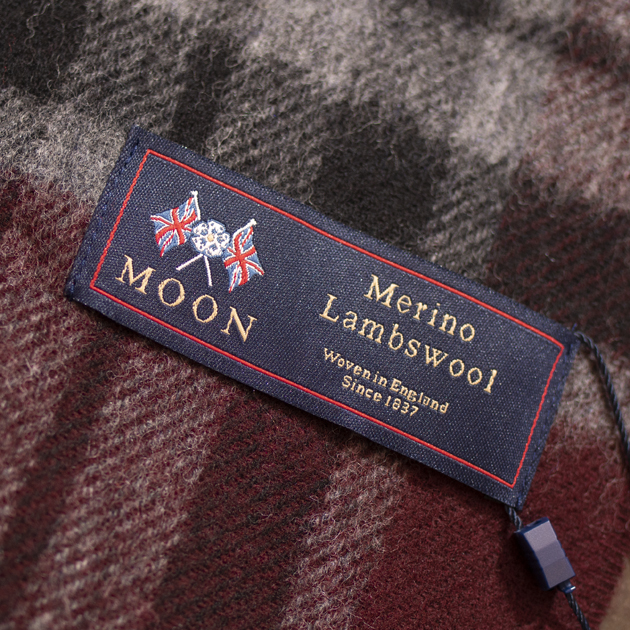 MOON
Merino
Lambswool
Woven in England
Since 1837